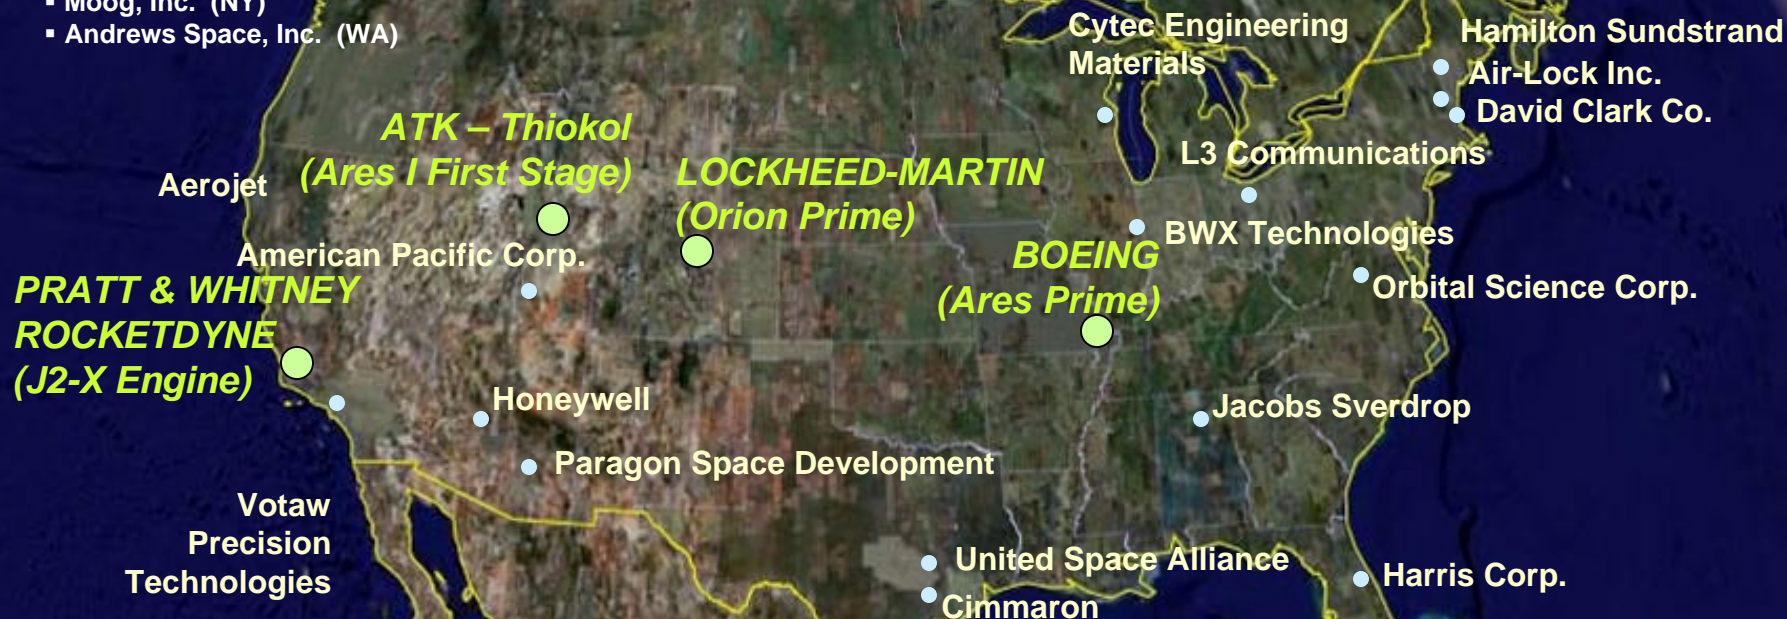 ▪ Moog, Inc. (NY)
▪ Andrews Space, Inc. (WA)
Cytec Engineering
Materials
Hamilton Sundstrand
Air-Lock Inc.
David Clark Co.
ATK – Thiokol
(Ares I First Stage)
LOCKHEED-MARTIN
(Orion Prime)
L3 Communications
Aerojet
American Pacific Corp.
BWX Technologies
BOEING
(Ares Prime)
Orbital Science Corp.
PRATT & WHITNEY
ROCKETDYNE
(J2-X Engine)
Honeywell
Jacobs Sverdrop
Paragon Space Development
Votaw
Precision
Technologies
United Space Alliance
Cimmaron
Harris Corp.